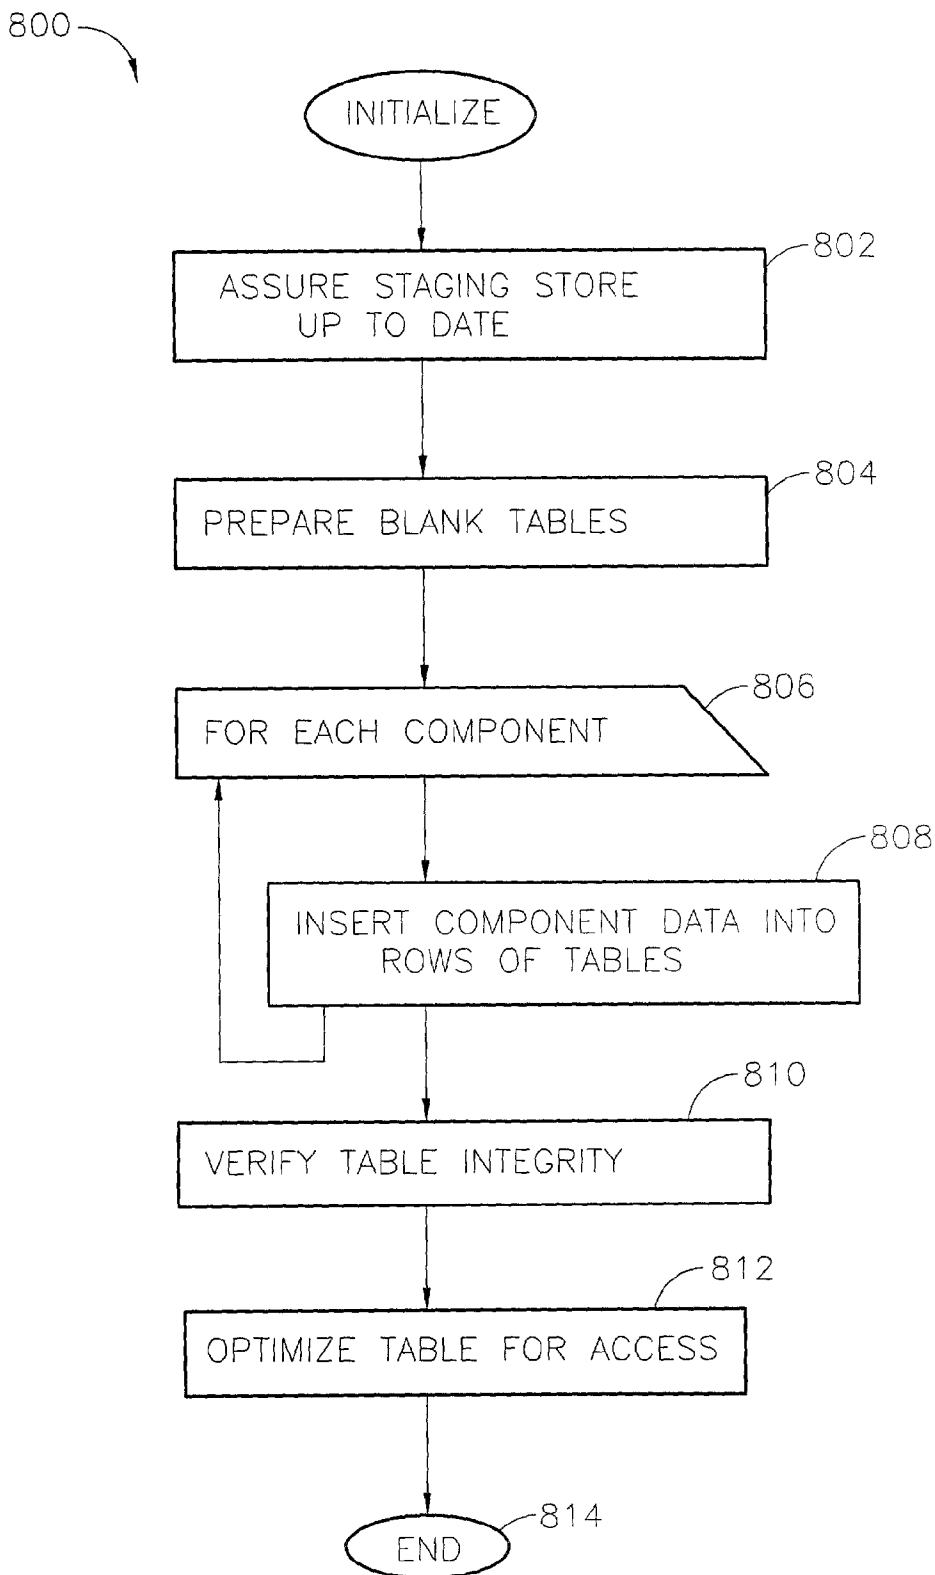 800
INITIALIZE
802
ASSURE STAGING STORE
UP TO DATE
804
PREPARE BLANK TABLES
806
FOR EACH COMPONENT
808
INSERT COMPONENT DATA INTO
ROWS OF TABLES
810
VERIFY TABLE INTEGRITY
812
OPTIMIZE TABLE FOR ACCESS
814
END